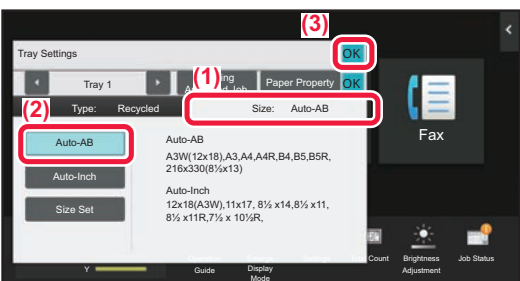 (3)
Tray Settings
OK
Tray 1
(1)
Paper Property
OK
(2)
Type: Recycled
Size: Auto-AB
Auto-AB
Auto-Inch
Size Set
Auto-AB
A3W(12x18),A3,A4,A4R,B4,B5,B5R,
216x330(8½x13)
Auto-Inch
12x18(A3W),11x17, 8½ x14,8½ x11,
8½ x11R,7½ x 10½R,
Fax
Y
Guide
Display
Mode
Count
Brightness
Adjustment
Job Status